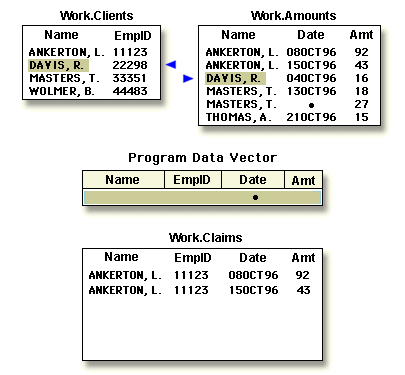 Work.Clients
Name EmpID
ANKERTON, L. 11123
DAVIS, R. 22298
MASTERS, T. 33351
WOLMER, B. 44483
Work.Amounts
Name Date Amt
ANKERTON, L. 08OCT96 92
ANKERTON, L. 15OCT96 43
DAVIS, R. 04OCT96 16
MASTERS, T. 13OCT96 18
MASTERS, T. • 27
THOMAS, A. 21OCT96 15
Program Data Vector
Name EmpID Date Amt
•
Work.Claims
Name EmpID Date Amt
ANKERTON, L. 11123 08OCT96 92
ANKERTON, L. 11123 15OCT96 43